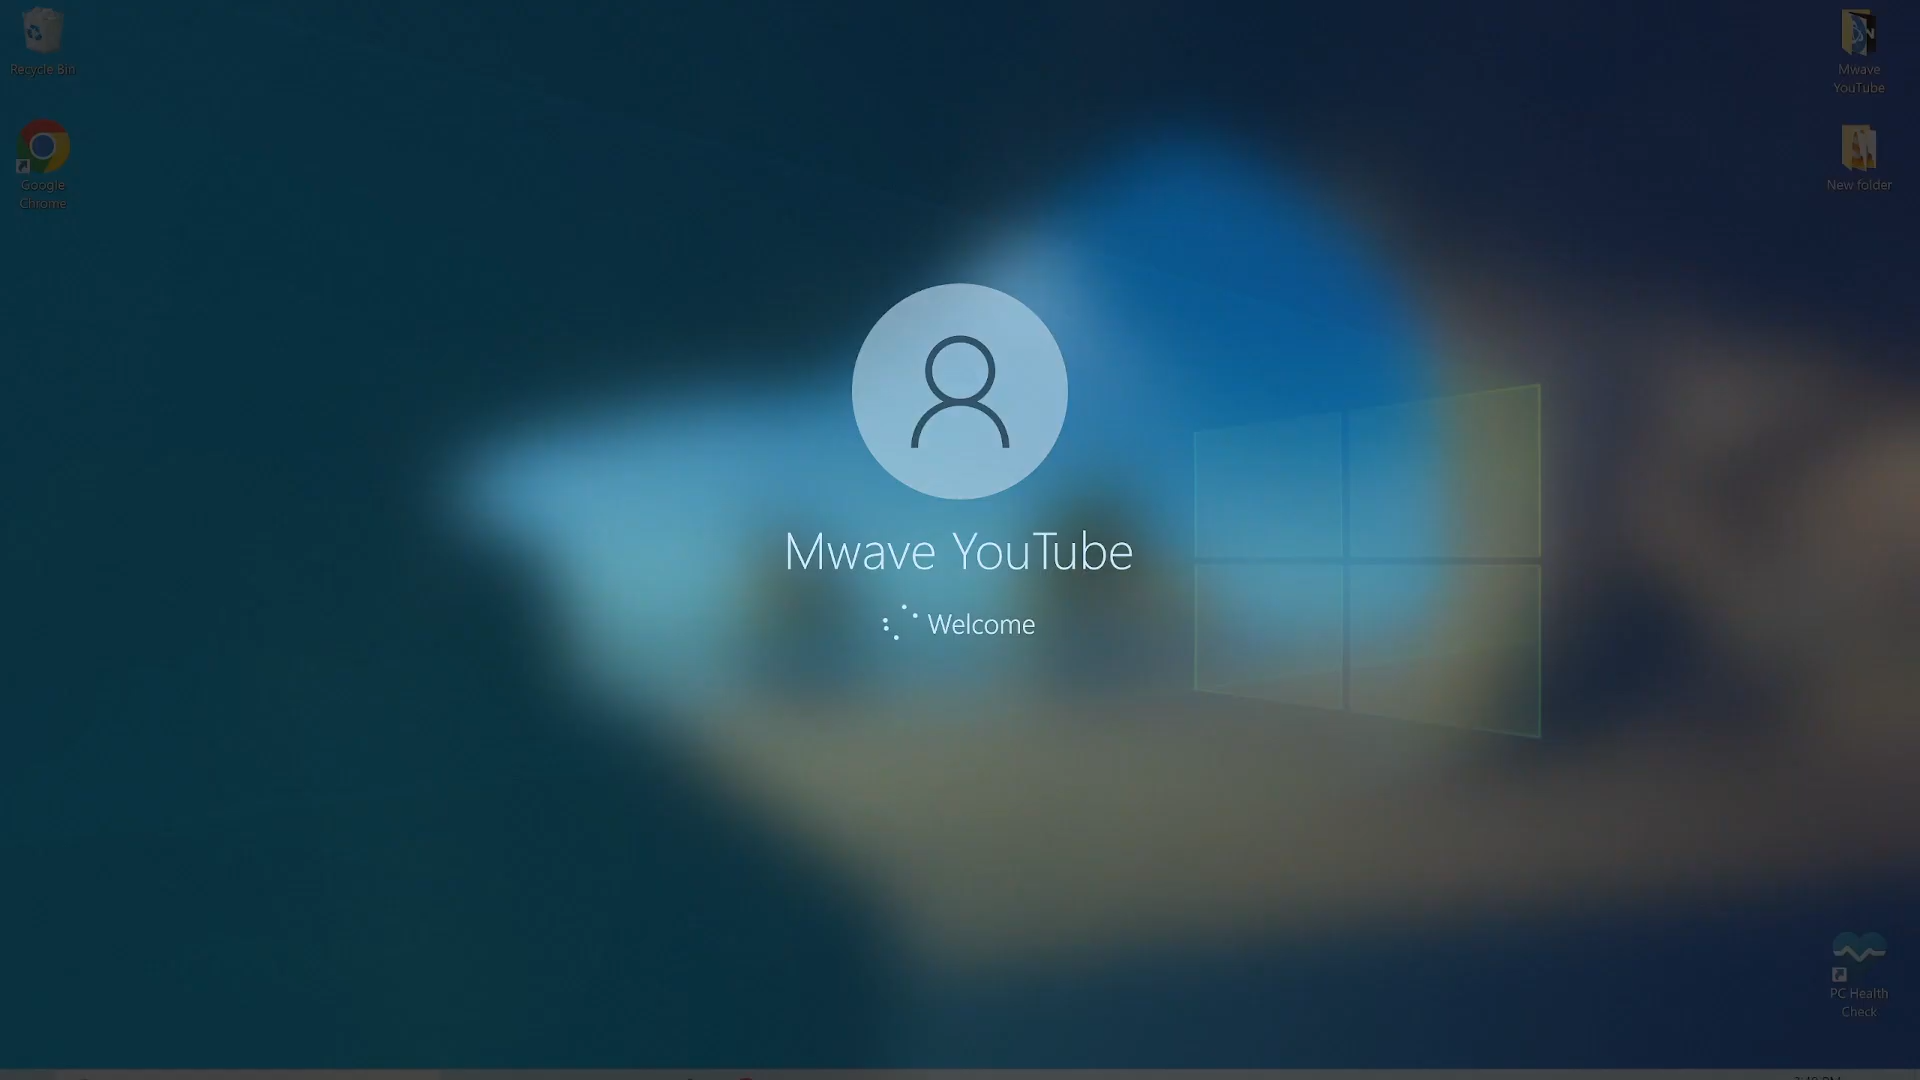 Recycle Bin
Google
Chrome
Mwave
YouTube
New folder
Mwave YouTube
Welcome
PC Health
Check